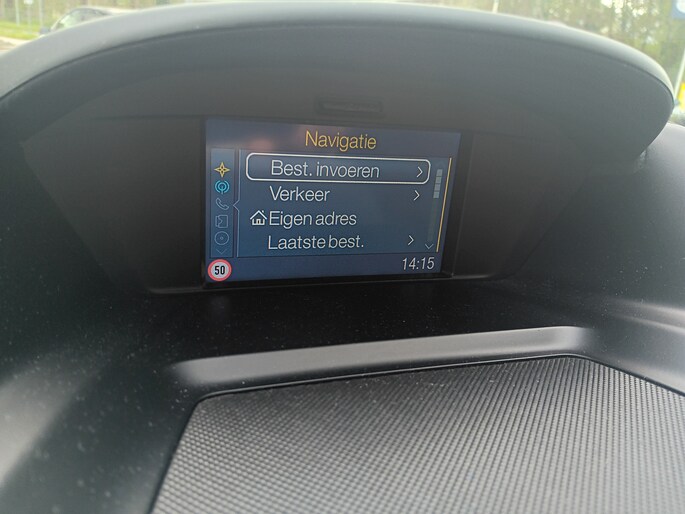 Navigatie
Best. invoeren
Verkeer
Eigen adres
Laatste best.
50
14:15